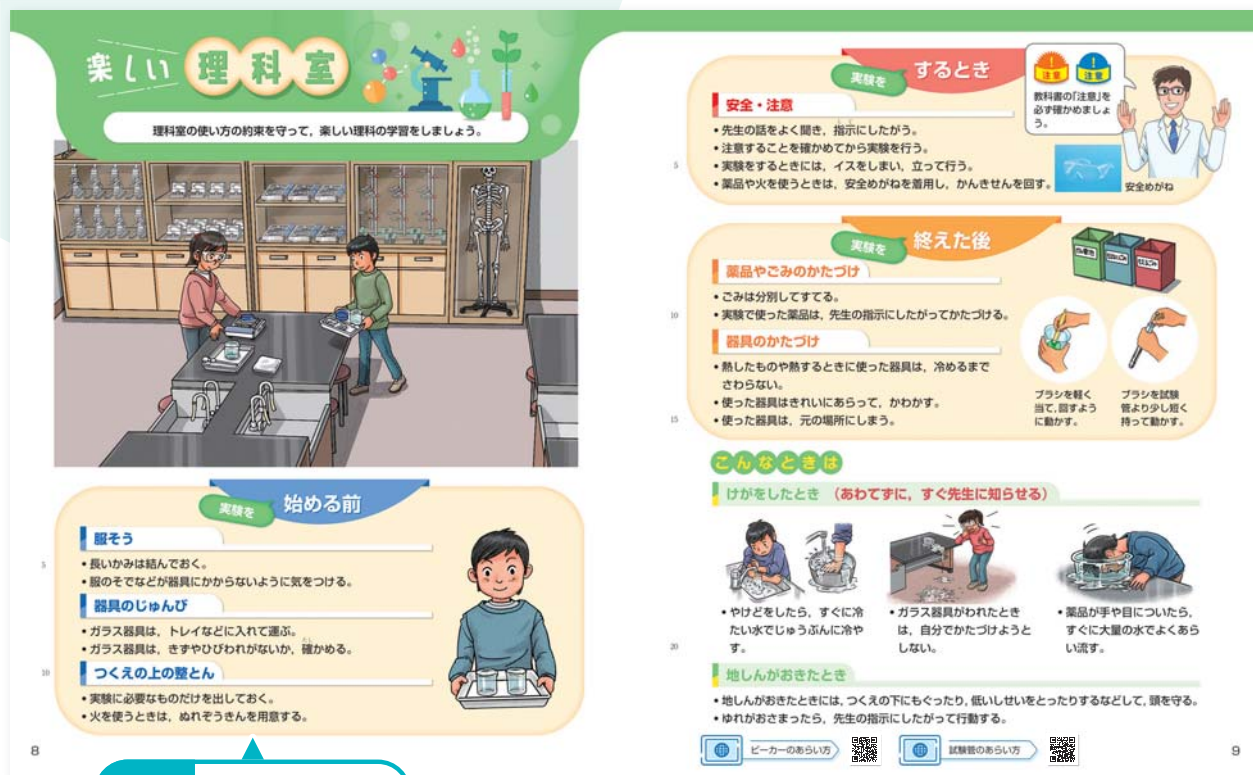 楽しい 理科室
理科室の使い方の約束を守って，楽しい理科の学習をしましょう。
実験を 始める前
服そう
5
・長いかみは結んでおく。
・服のそでなどが器具にかからないように気をつける。
器具のじゅんび
・ガラス器具は，トレイなどに入れて運ぶ。
・ガラス器具は，きずやひびわれがないか，確かめる。
たし
10
つくえの上の整とん
・実験に必要なものだけを出しておく。
・火を使うときは，ぬれぞうきんを用意する。
8
実験を するとき
注意 注意
教科書の「注意」を
必ず確かめましょ
う。
安全・注意
・先生の話をよく聞き，指示にしたがう。
・注意することを確かめてから実験を行う。
5
・実験をするときには，イスをしまい，立って行う。
・薬品や火を使うときは，安全めがねを着用し，かんきせんを回す。
安全めがね
実験を 終えた後
薬品やごみのかたづけ
・ごみは分別してすてる。
10
・実験で使った薬品は，先生の指示にしたがってかたづける。
器具のかたづけ
・熱したものや熱するときに使った器具は，冷めるまで
さわらない。
・使った器具はきれいにあらって，かわかす。
15
・使った器具は，元の場所にしまう。
ブラシを軽く
当て，回すよう
に動かす。
ブラシを試験
管より少し短く
持って動かす。
こんなときは
けがをしたとき （あわてずに，すぐ先生に知らせる）
・やけどをしたら，すぐに冷
たい水でじゅうぶんに冷や
す。
・ガラス器具がわれたとき
は，自分でかたづけようと
しない。
・薬品が手や目についたら，
すぐに大量の水でよくあら
い流す。
20
地しんがおきたとき
・地しんがおきたときには，つくえの下にもぐったり，低いしせいをとったりするなどして，頭を守る。
・ゆれがおさまったら，先生の指示にしたがって行動する。
ビーカーのあらい方
試験管のあらい方
9